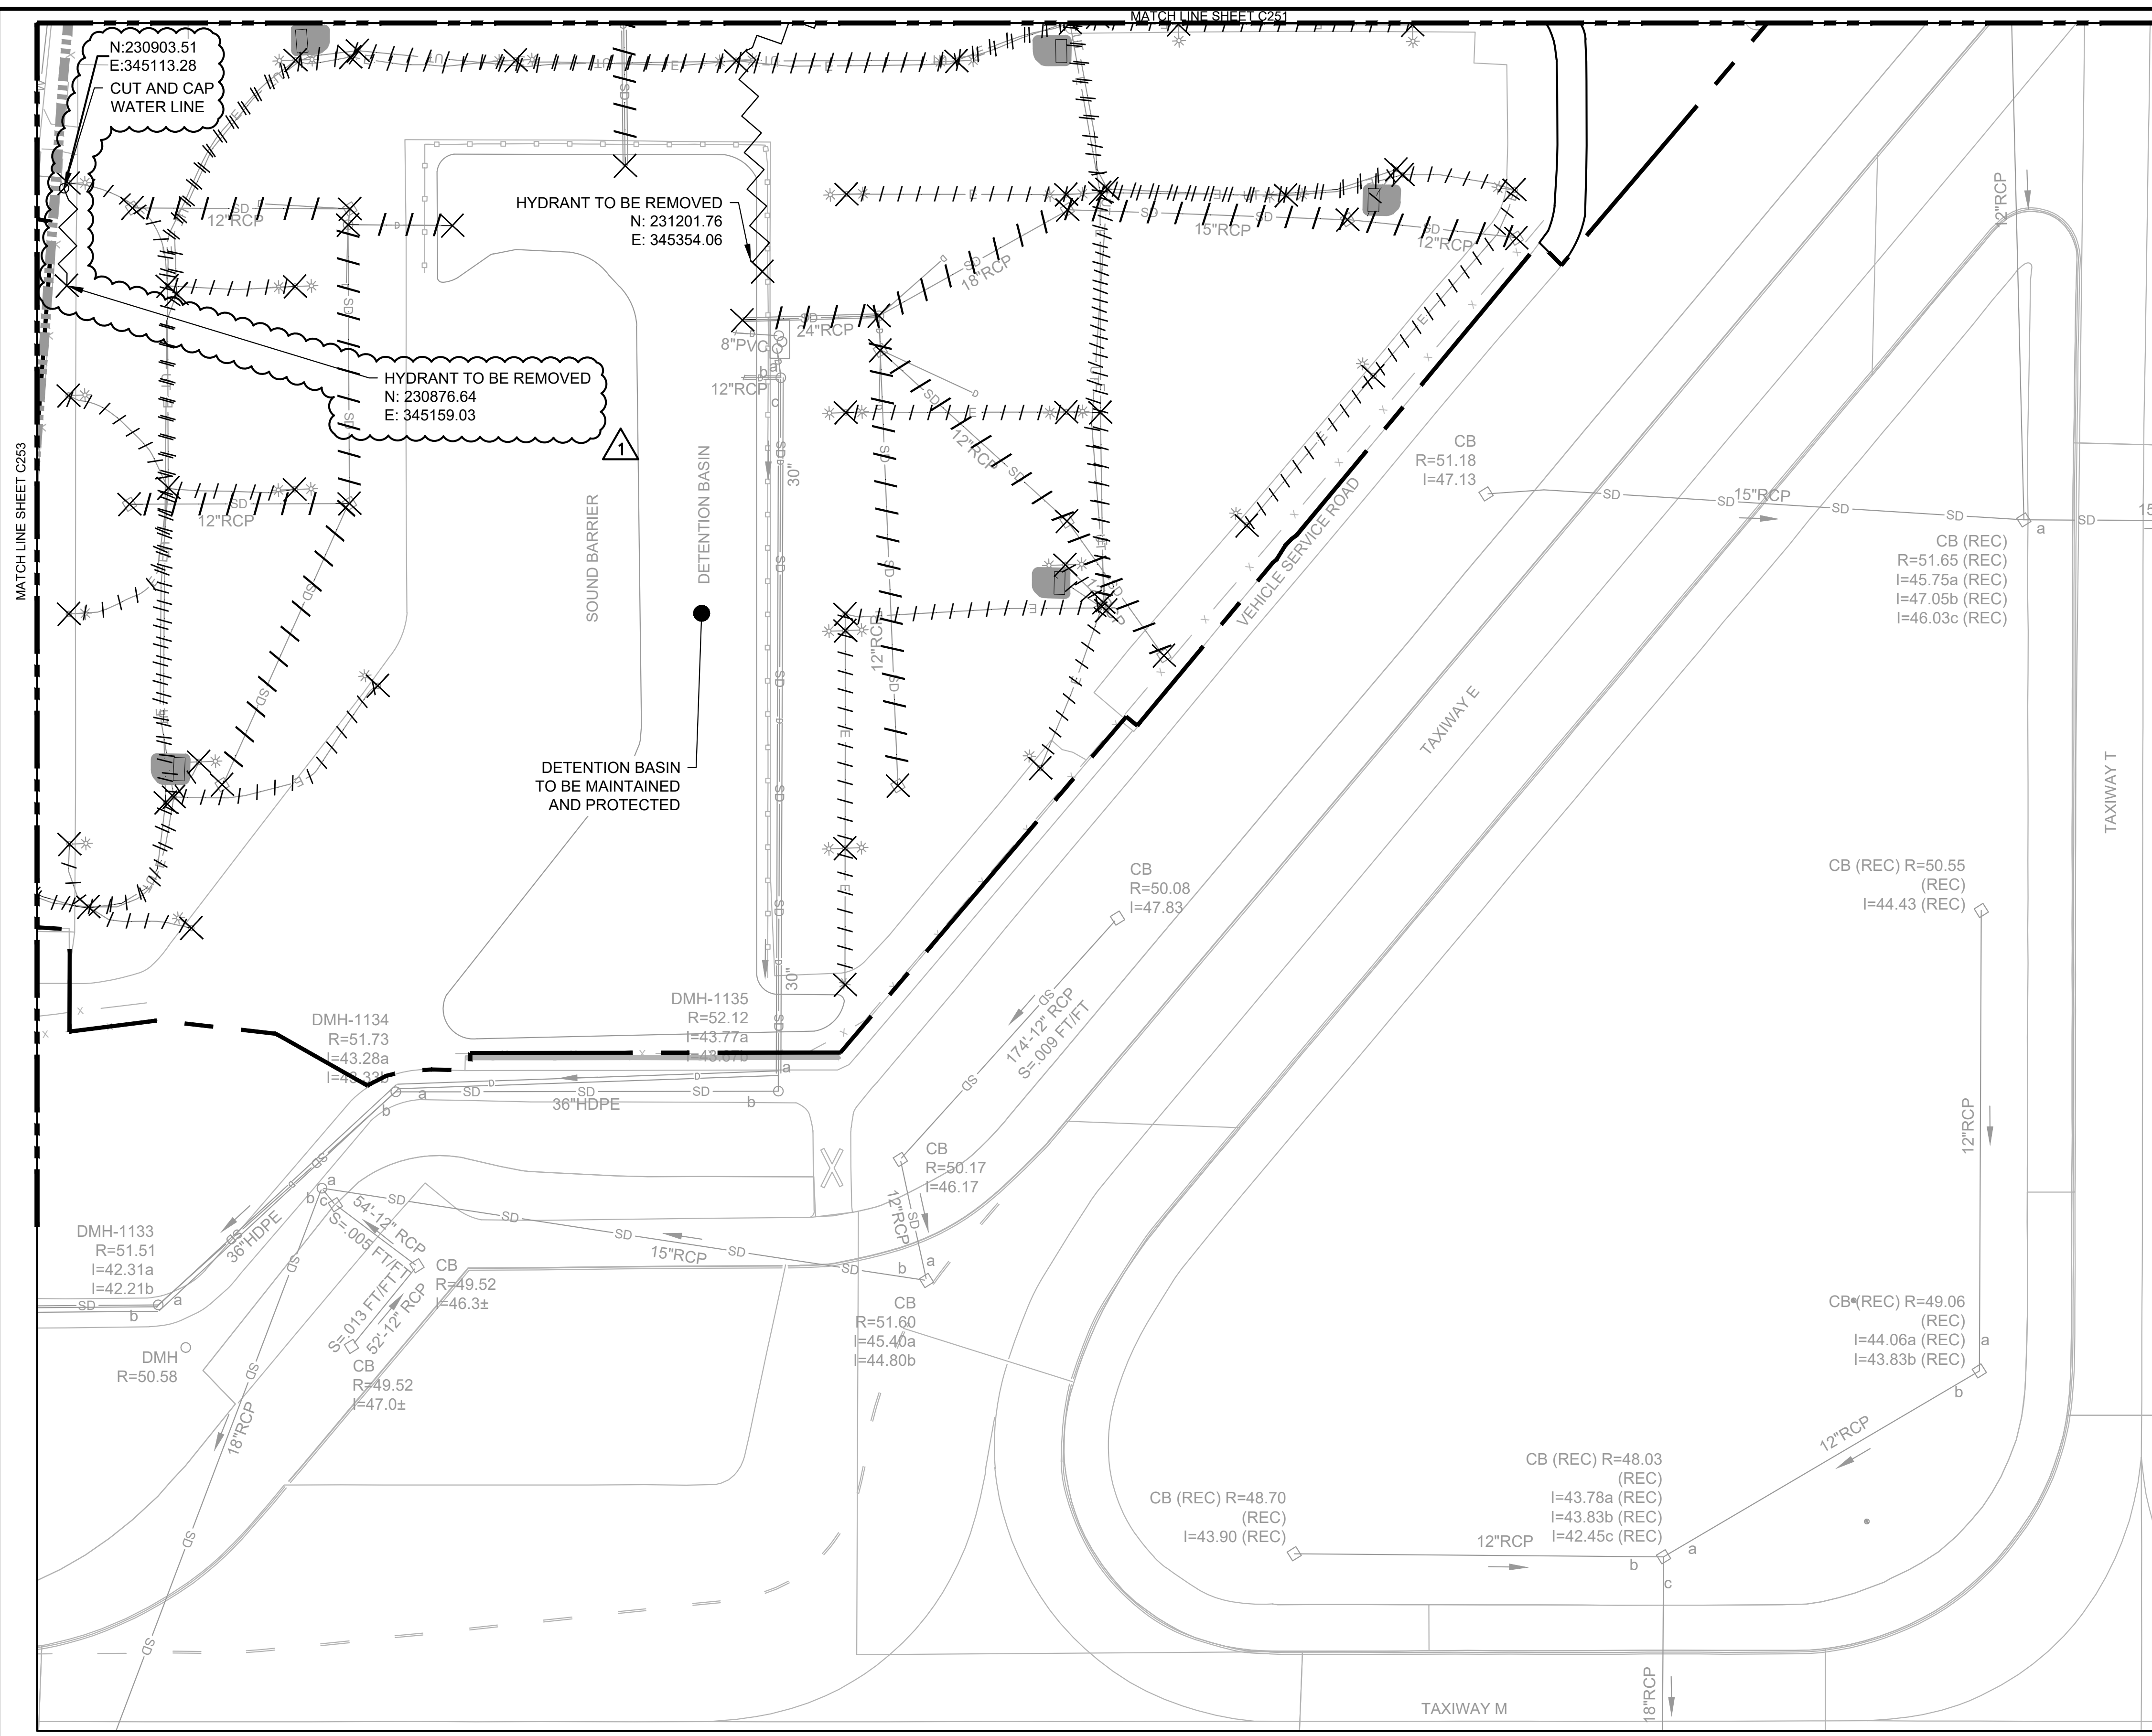 MATCH LINE SHEET C251
N:230903.51
E:345113.28
CUT AND CAP
WATER LINE
12"RCP
HYDRANT TO BE REMOVED
N: 231201.76
E: 345354.06
18"RCP
15"RCP
12"RCP
12"RCP
24"RCP
8"PVC
12"RCP
HYDRANT TO BE REMOVED
N: 230876.64
E: 345159.03
1
MATCH LINE SHEET C253
12"RCP
SOUND BARRIER
DETENTION BASIN
30"
12"RCP
12"RCP
VEHICLE SERVICE ROAD
CB
R=51.18
I=47.13
15"RCP
a
CB (REC)
R=51.65 (REC)
I=45.75a (REC)
I=47.05b (REC)
I=46.03c (REC)
TAXIWAY E
TAXIWAY T
DETENTION BASIN
TO BE MAINTAINED
AND PROTECTED
CB
R=50.08
I=47.83
174'-12" RCP
S=.009 FT/FT
CB (REC) R=50.55
(REC)
I=44.43 (REC)
12"RCP
30"
DMH-1134
R=51.73
I=43.28a
I=43.33b
DMH-1135
R=52.12
I=43.77a
I=43.67b
a
b
a
b
36"HDPE
CB
R=50.17
I=46.17
12"RCP
X
a
b
c
54'-12" RCP
S=.005 FT/FT
36"HDPE
15"RCP
a
b
DMH-1133
R=51.51
I=42.31a
I=42.21b
a
b
CB
R=49.52
I=46.3±
S=.013 FT/FT
52'-12" RCP
CB
R=51.60
I=45.40a
I=44.80b
DMH
R=50.58
CB
R=49.52
I=47.0±
18"RCP
CB (REC) R=49.06
(REC)
I=44.06a (REC)
I=43.83b (REC)
a
b
12"RCP
CB (REC) R=48.03
(REC)
I=43.78a (REC)
I=43.83b (REC)
I=42.45c (REC)
CB (REC) R=48.70
(REC)
I=43.90 (REC)
12"RCP
a
b
c
18"RCP
TAXIWAY M